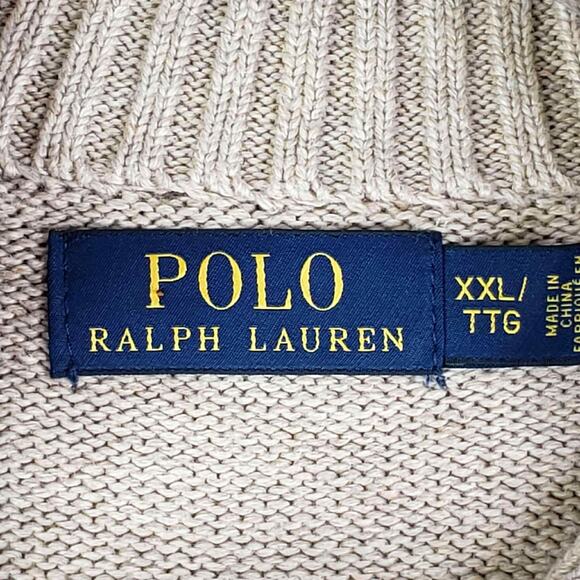 POLO
RALPH LAUREN
XXL/
TTG
MADE IN
CHINA